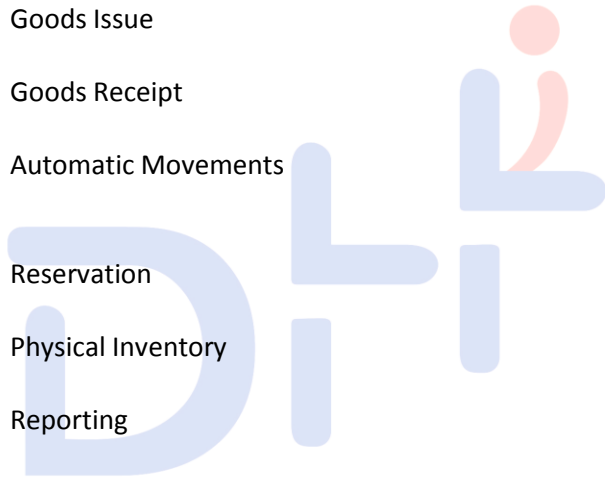 Goods Issue
Goods Receipt
Automatic Movements
Reservation
Physical Inventory
Reporting